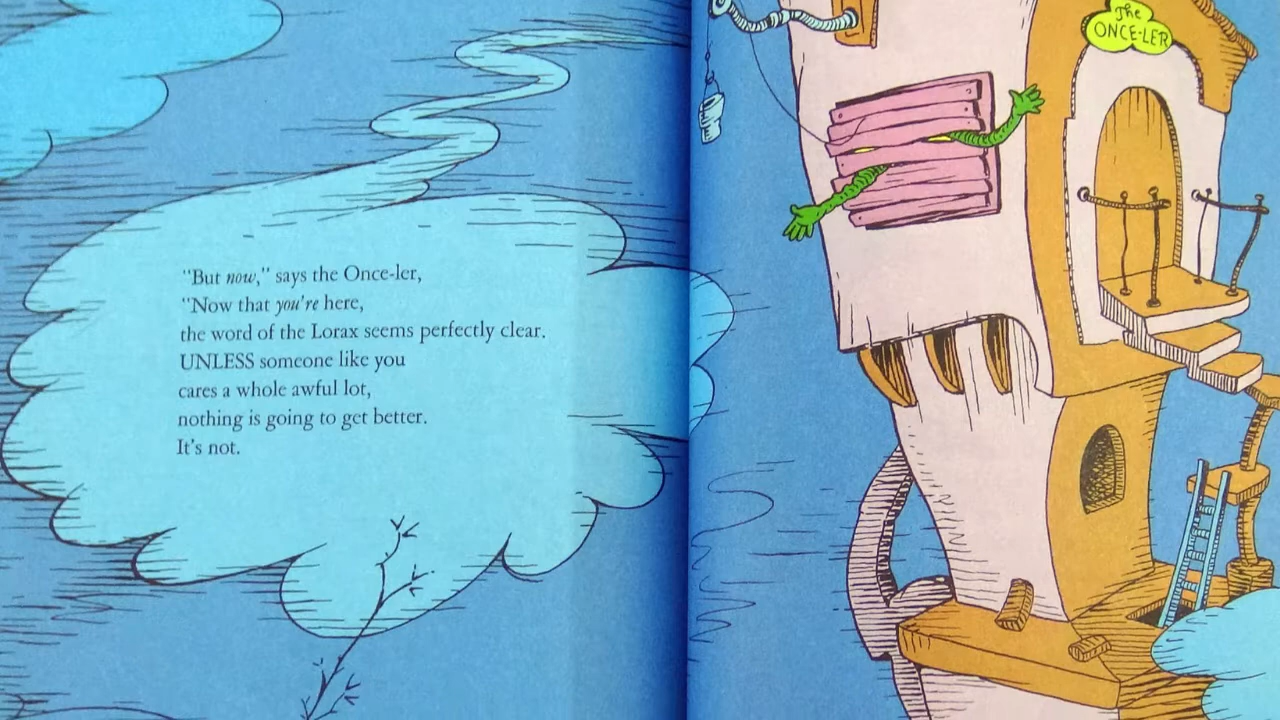 "But now," says the Once-ler,
"Now that you're here,
the word of the Lorax seems perfectly clear.
UNLESS someone like you
cares a whole awful lot,
nothing is going to get better.
It's not.
The
ONCE-LER